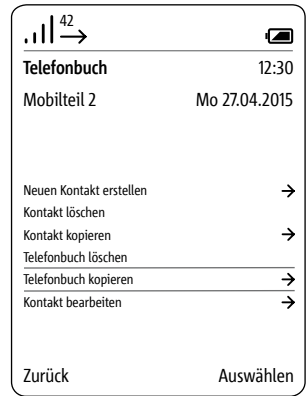 42
Telefonbuch 12:30
Mobilteil 2 Mo 27.04.2015
Neuen Kontakt erstellen
Kontakt löschen
Kontakt kopieren
Telefonbuch löschen
Telefonbuch kopieren
Kontakt bearbeiten
Zurück Auswählen